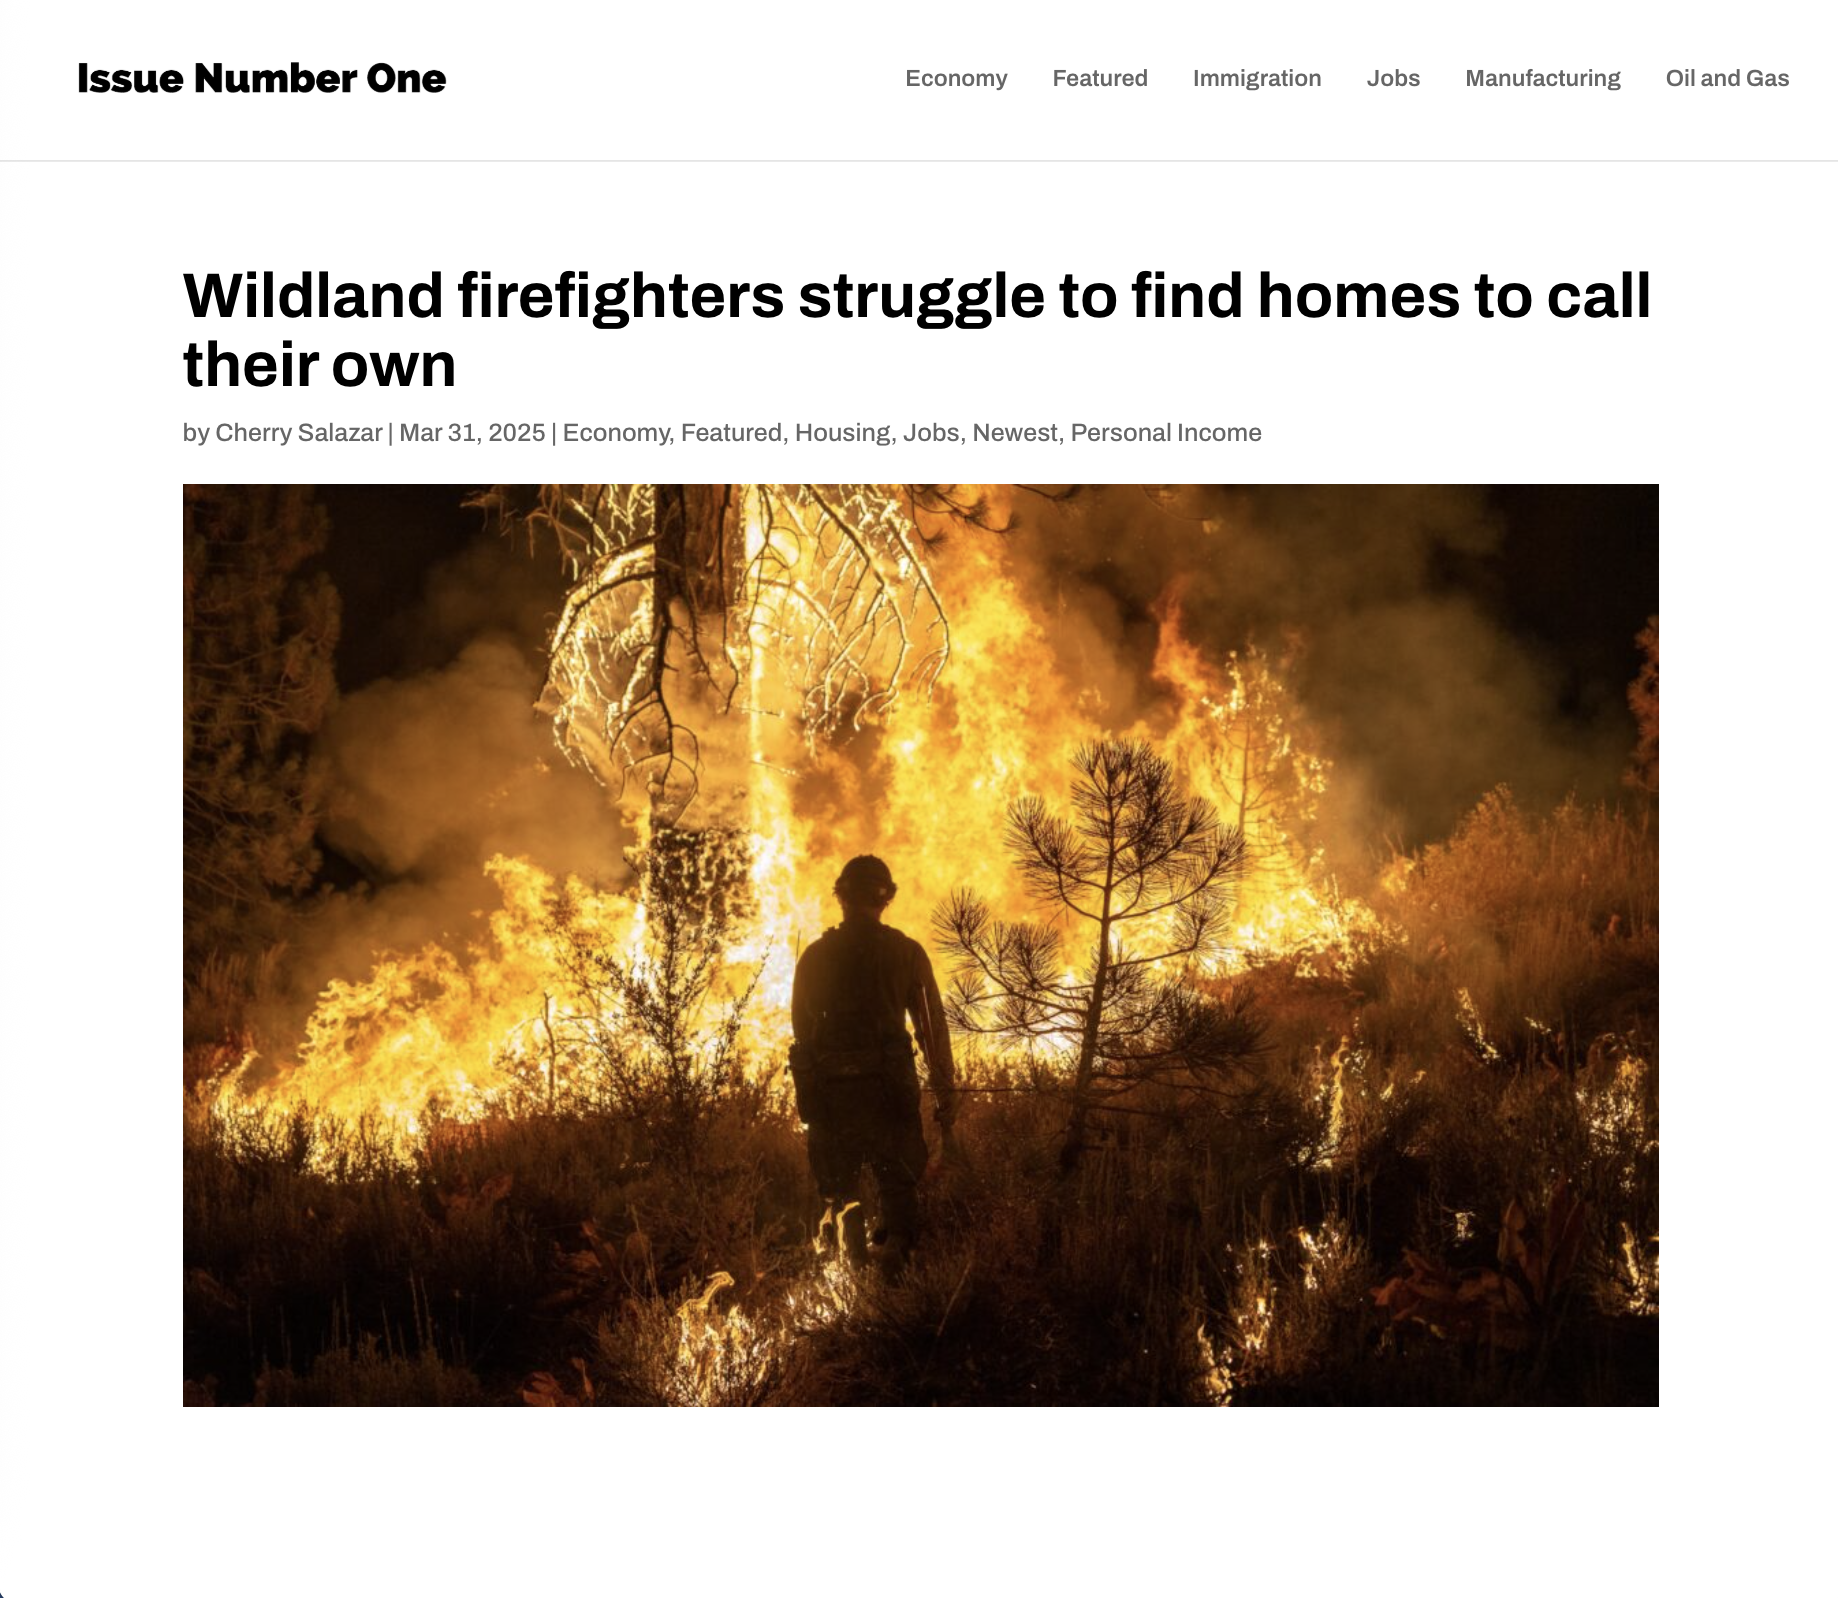 Issue Number One
Economy Featured Immigration Jobs Manufacturing Oil and Gas
Wildland firefighters struggle to find homes to call
their own
by Cherry Salazar | Mar 31, 2025 | Economy, Featured, Housing, Jobs, Newest, Personal Income